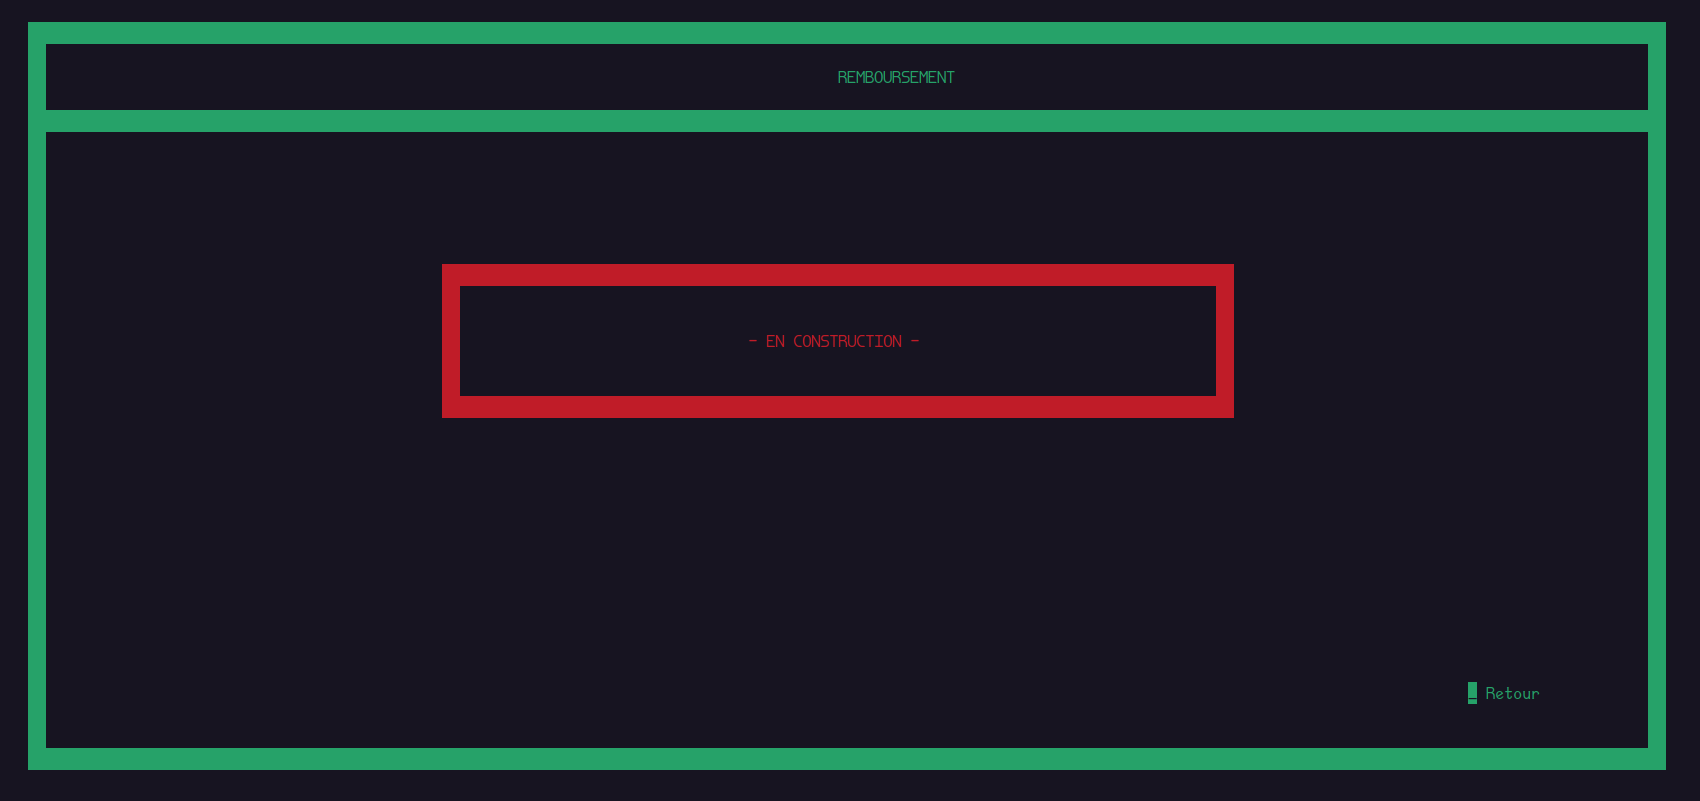 REMBOURSEMENT
- EN CONSTRUCTION -
_ Retour